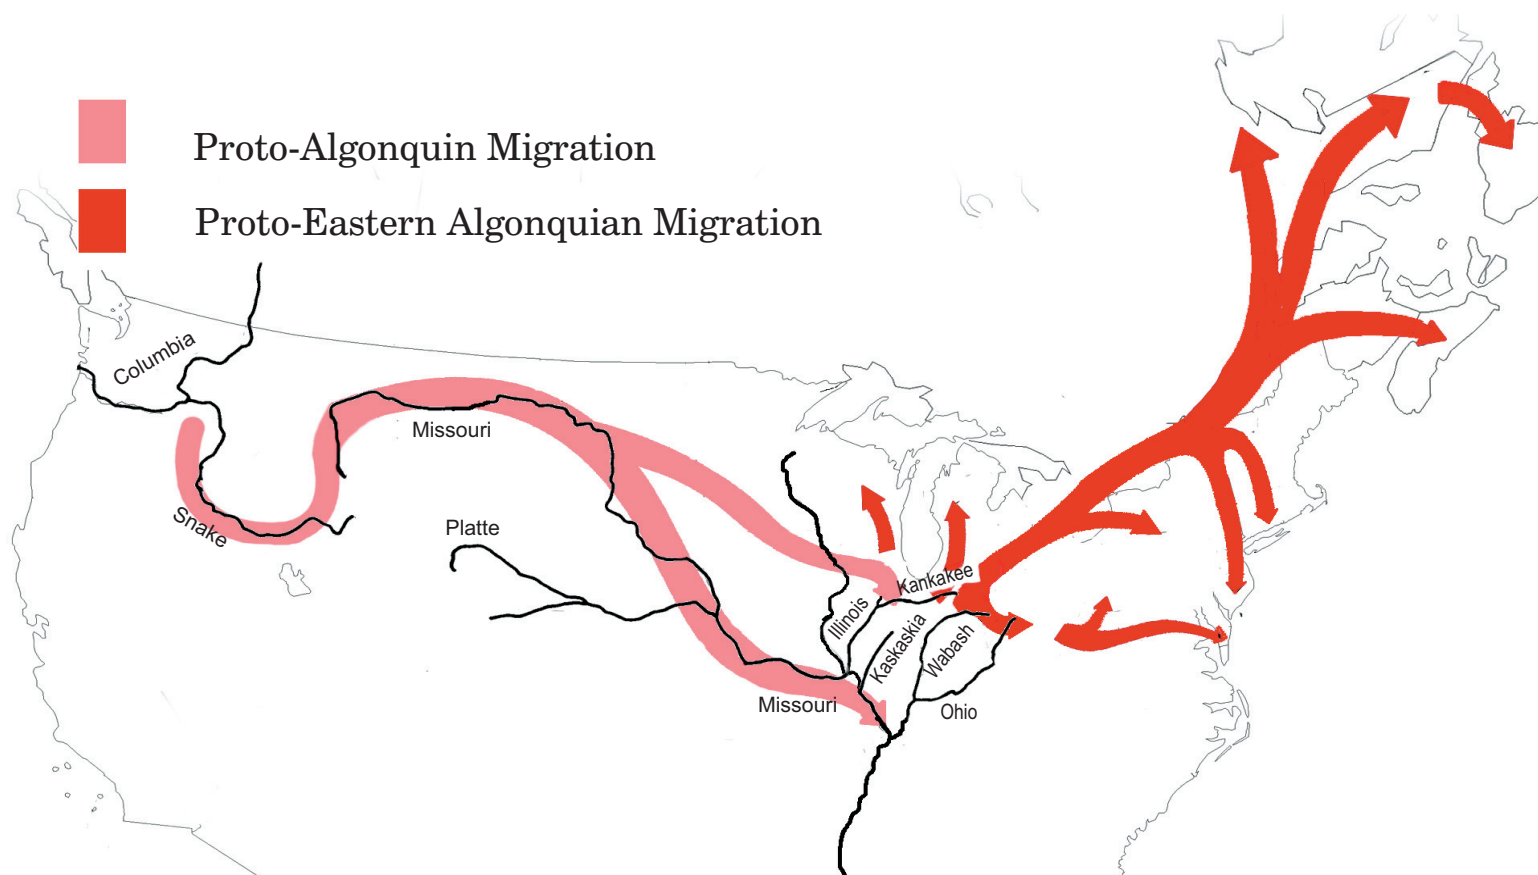 Proto-Algonquin Migration
Proto-Eastern Algonquian Migration
Columbia
Missouri
Snake
Platte
Kankakee
Illinois
Kaskaskia
Wabash
Missouri
Ohio